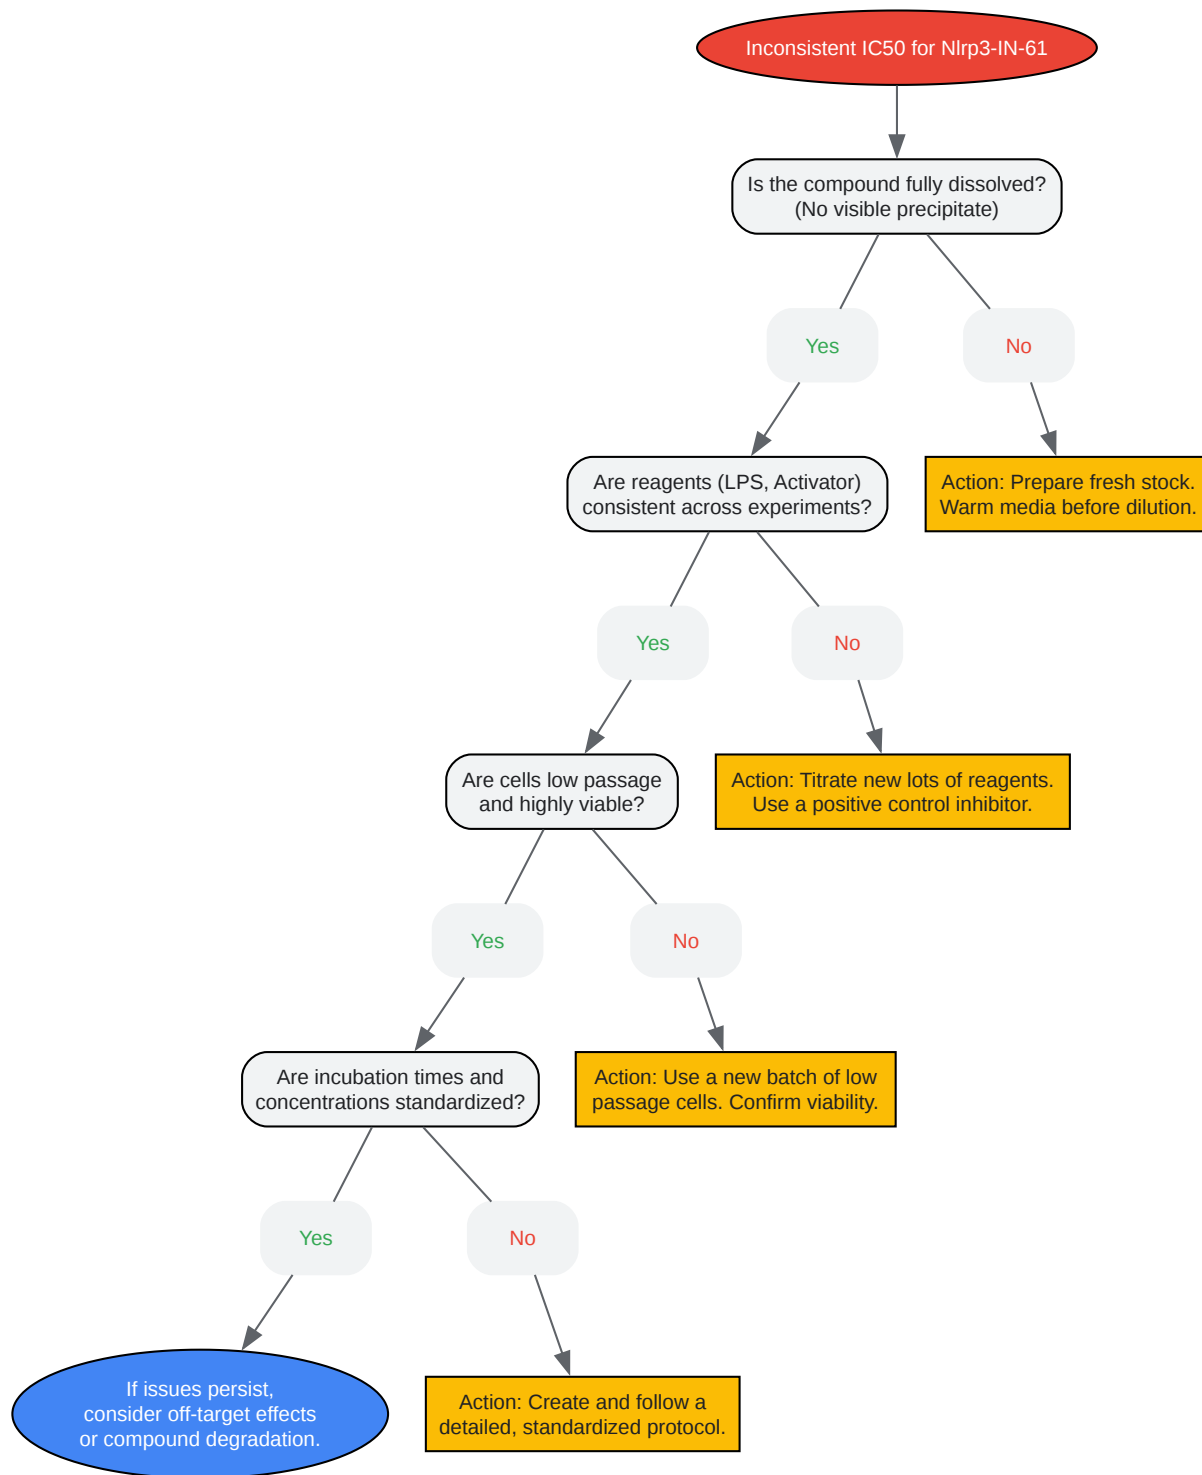 Inconsistent IC50 for Nlrp3-IN-61
Is the compound fully dissolved?
(No visible precipitate)
Yes
No
Are reagents (LPS, Activator)
consistent across experiments?
Action: Prepare fresh stock.
Warm media before dilution.
Yes
No
Are cells low passage
and highly viable?
Action: Titrate new lots of reagents.
Use a positive control inhibitor.
Yes
No
Are incubation times and
concentrations standardized?
Action: Use a new batch of low
passage cells. Confirm viability.
Yes
No
If issues persist,
consider off-target effects
or compound degradation.
Action: Create and follow a
detailed, standardized protocol.